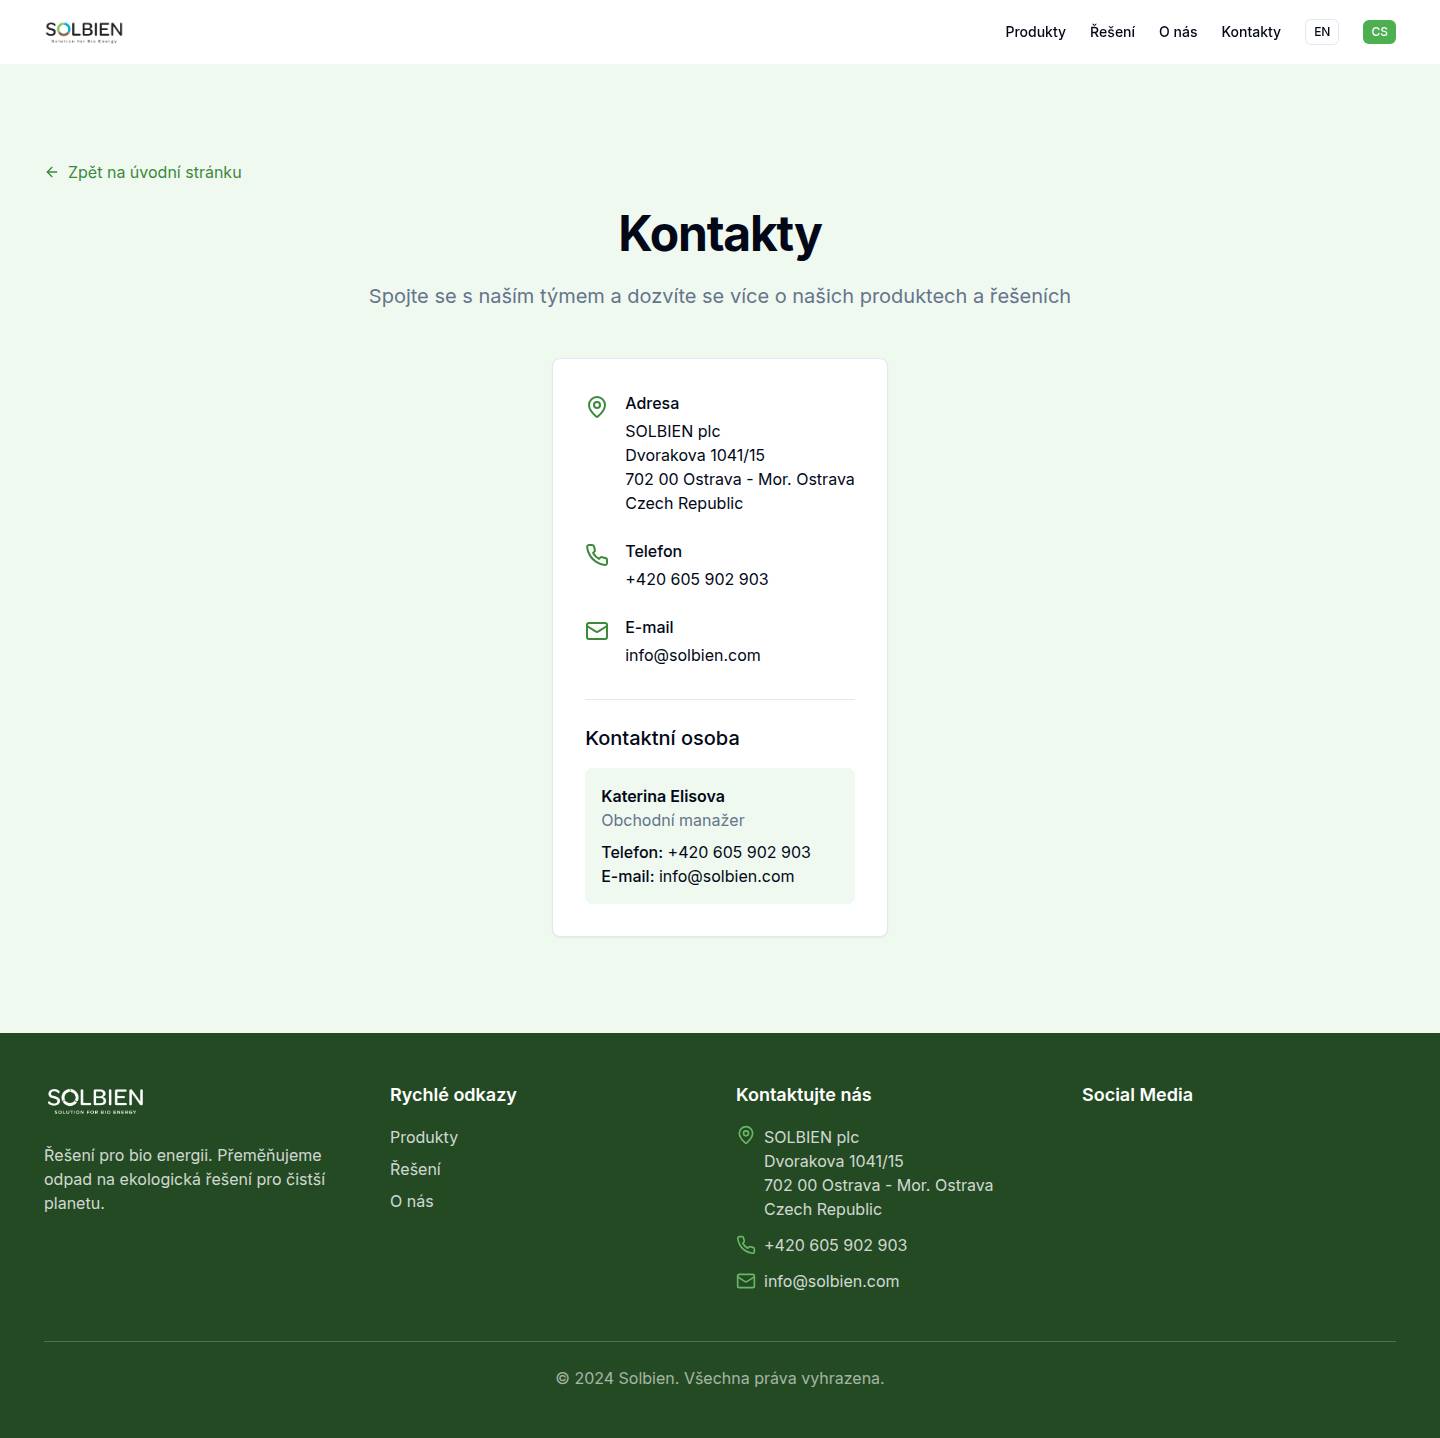 SOLBIEN
Solution for Bio Energy
Produkty
Řešení
O nás
Kontakty
EN
CS
Zpět na úvodní stránku
Kontakty
Spojte se s naším týmem a dozvíte se více o našich produktech a řešeních
Adresa
SOLBIEN plc
Dvorakova 1041/15
702 00 Ostrava - Mor. Ostrava
Czech Republic
Telefon
+420 605 902 903
E-mail
info@solbien.com
Kontaktní osoba
Katerina Elisova
Obchodní manažer
Telefon: +420 605 902 903
E-mail: info@solbien.com
SOLBIEN
SOLUTION FOR BIO ENERGY
Řešení pro bio energii. Přeměňujeme
odpad na ekologická řešení pro čistší
planetu.
Rychlé odkazy
Produkty
Řešení
O nás
Kontaktujte nás
SOLBIEN plc
Dvorakova 1041/15
702 00 Ostrava - Mor. Ostrava
Czech Republic
+420 605 902 903
info@solbien.com
Social Media
© 2024 Solbien. Všechna práva vyhrazena.